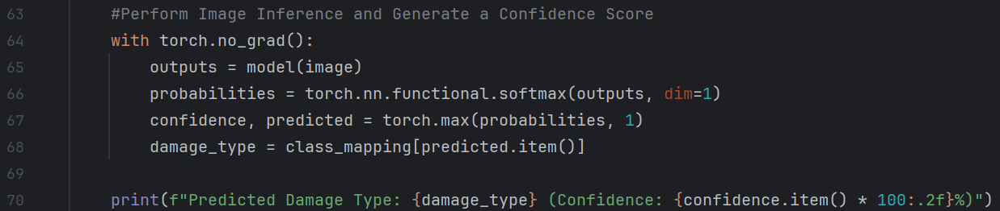 63 #Perform Image Inference and Generate a Confidence Score
64 with torch.no_grad():
65 outputs = model(image)
66 probabilities = torch.nn.functional.softmax(outputs, dim=1)
67 confidence, predicted = torch.max(probabilities, 1)
68 damage_type = class_mapping[predicted.item()]
69
70 print(f"Predicted Damage Type: {damage_type} (Confidence: {confidence.item() * 100:.2f}%)")